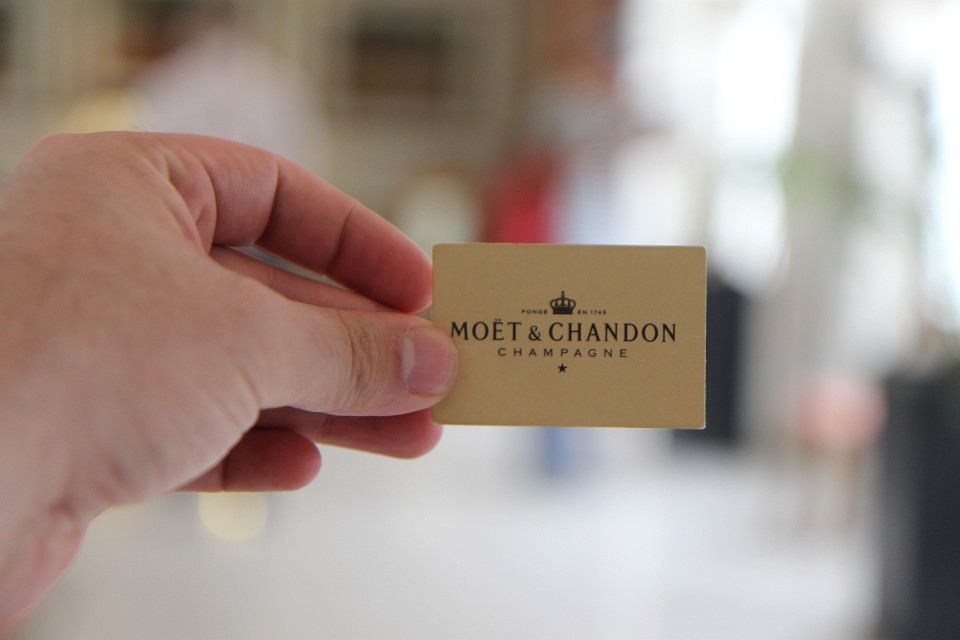 FONDÉ EN 1743
MOËT & CHANDON
CHAMPAGNE